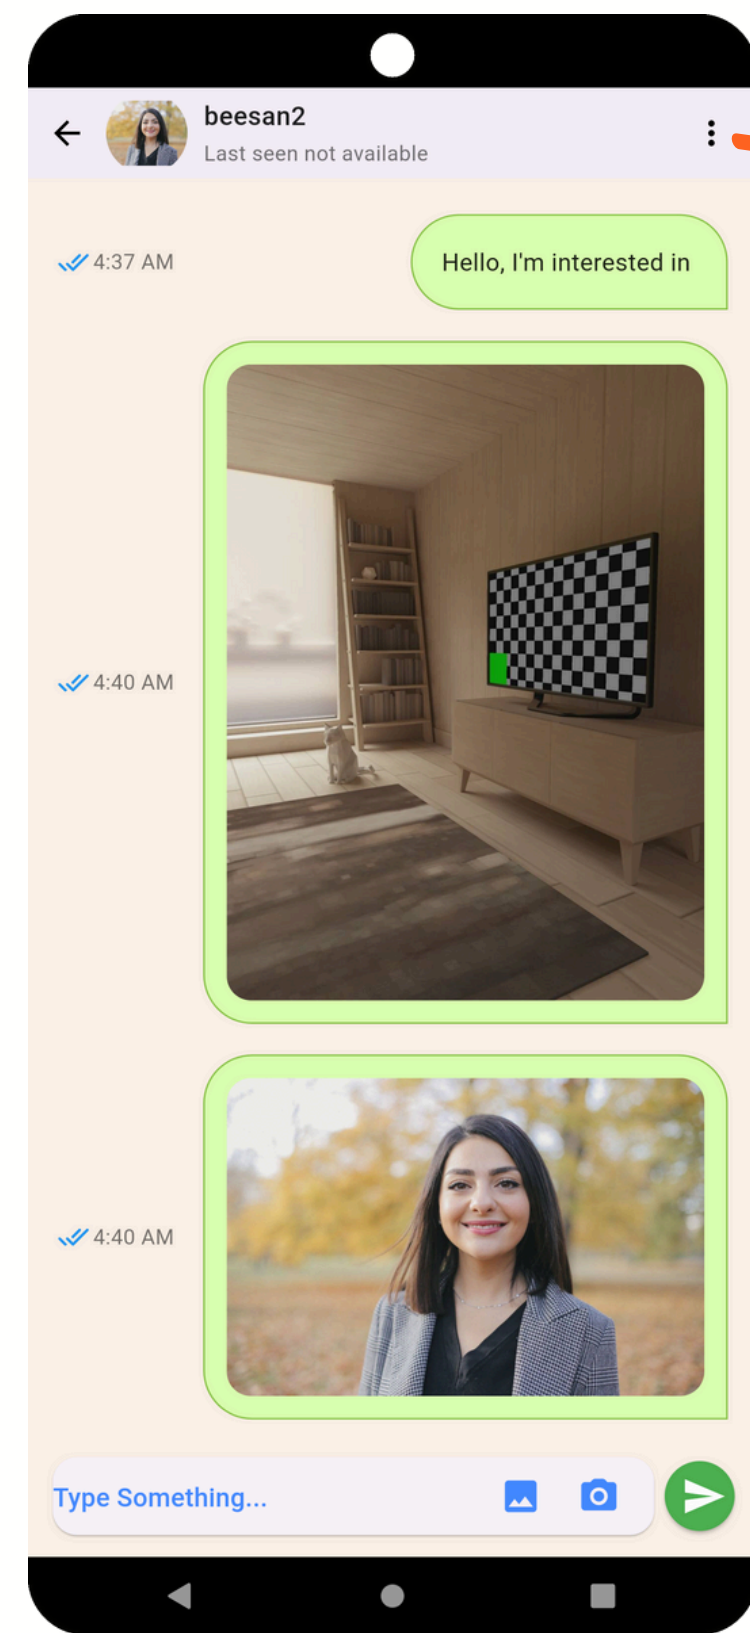 beesan2
Last seen not available
4:37 AM
Hello, I'm interested in
4:40 AM
4:40 AM
Type Something...